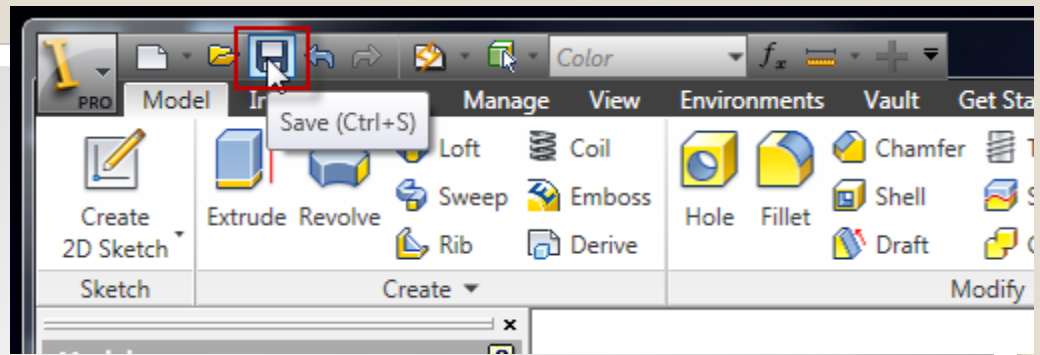 Color fx
PRO Model In Manage View Environments Vault Get Sta
Save (Ctrl+S)
Loft Coil Chamfer
Sweep Emboss Shell
Create Extrude Revolve Hole Fillet
2D Sketch Rib Derive Draft
Sketch Create Modify